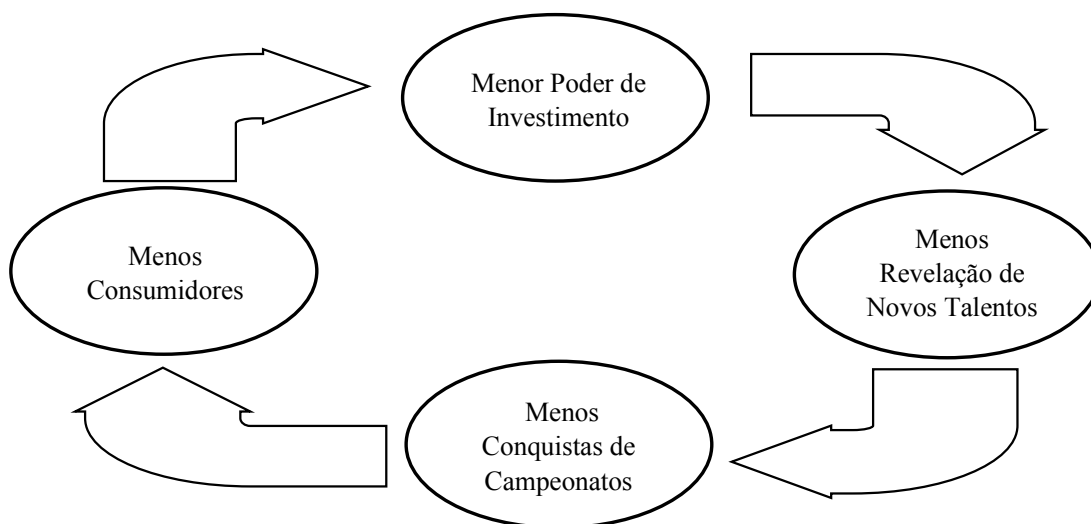 Menor Poder de
Investimento
Menos
Revelação de
Novos Talentos
Menos
Conquistas de
Campeonatos
Menos
Consumidores